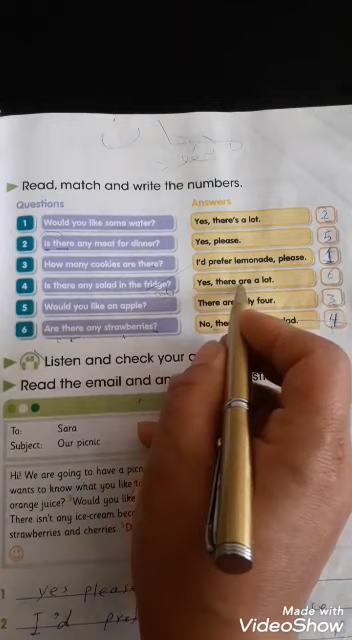 Read, match and write the numbers.
Questions
Answers
1 Would you like some water?
Yes, there's a lot. 2
2 Is there any meat for dinner?
Yes, please. 5
3 How many cookies are there?
I'd prefer lemonade, please. 1
4 Is there any salad in the fridge?
Yes, there are a lot. 6
5 Would you like an apple?
There are ly four. 3
6 Are there any strawberries?
No, the lad. 4
68 Listen and check your a
Read the email and an
To: Sara
Subject: Our picnic
Hi! We are going to have a picn
wants to know what you like to
orange juice? Would you like
There isn't any ice-cream bec
strawberries and cherries.
1 yes please
2 I'd pre
Made with
VideoShow